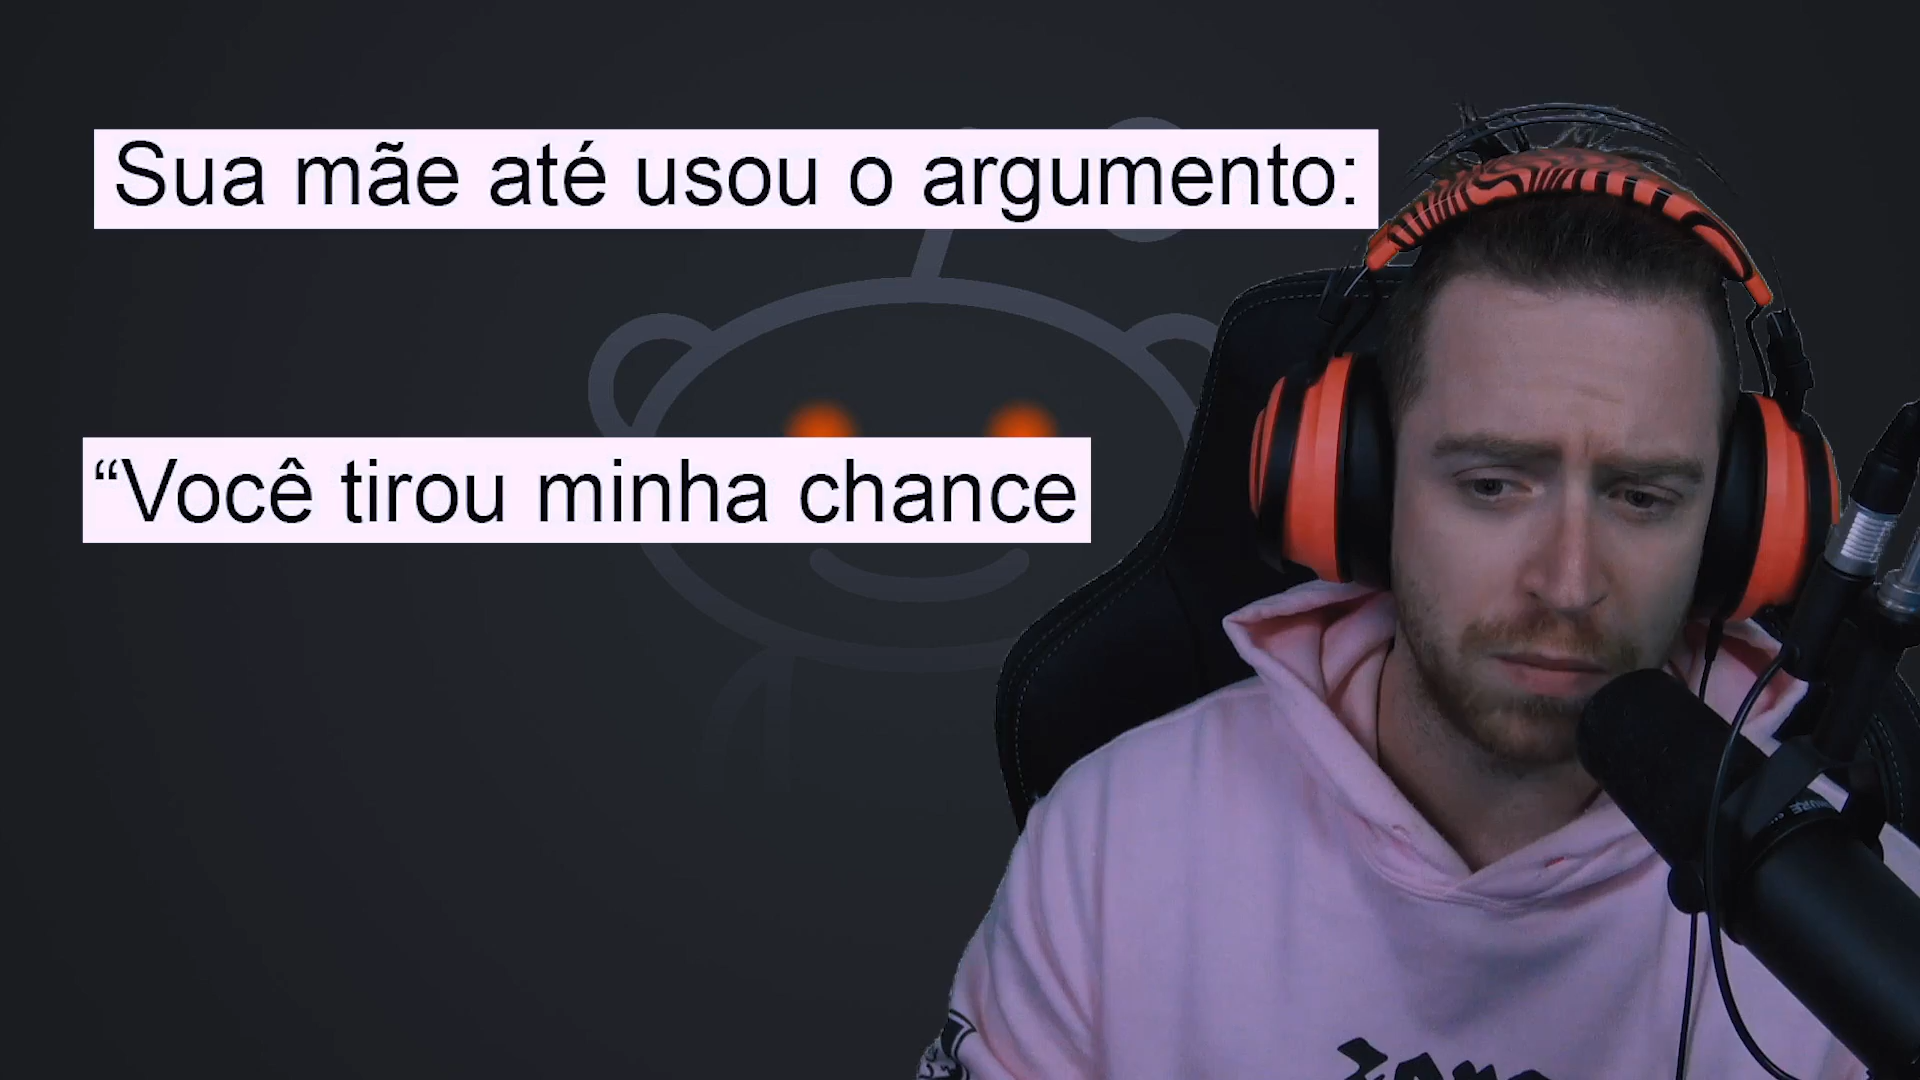 Sua mãe até usou o argumento:
“Você tirou minha chance